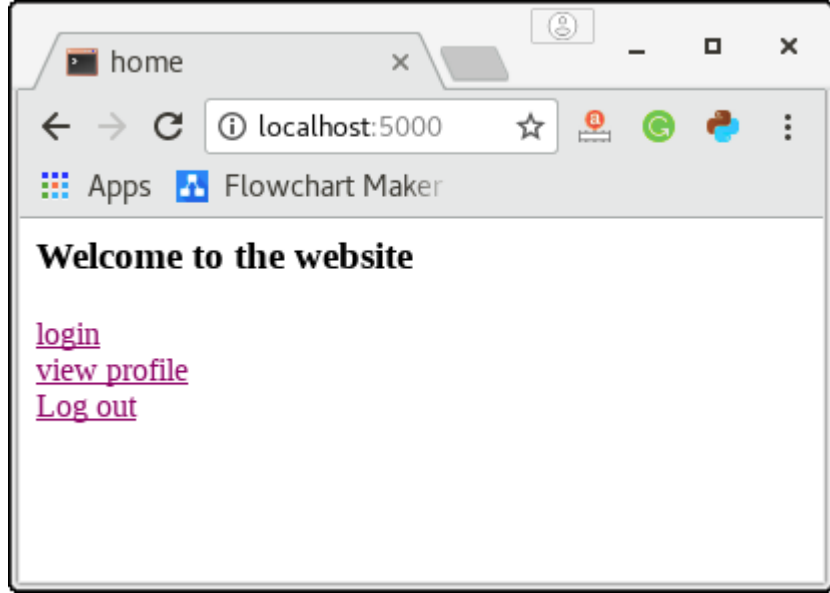 home
localhost:5000
Apps Flowchart Maker
Welcome to the website
login
view profile
Log out